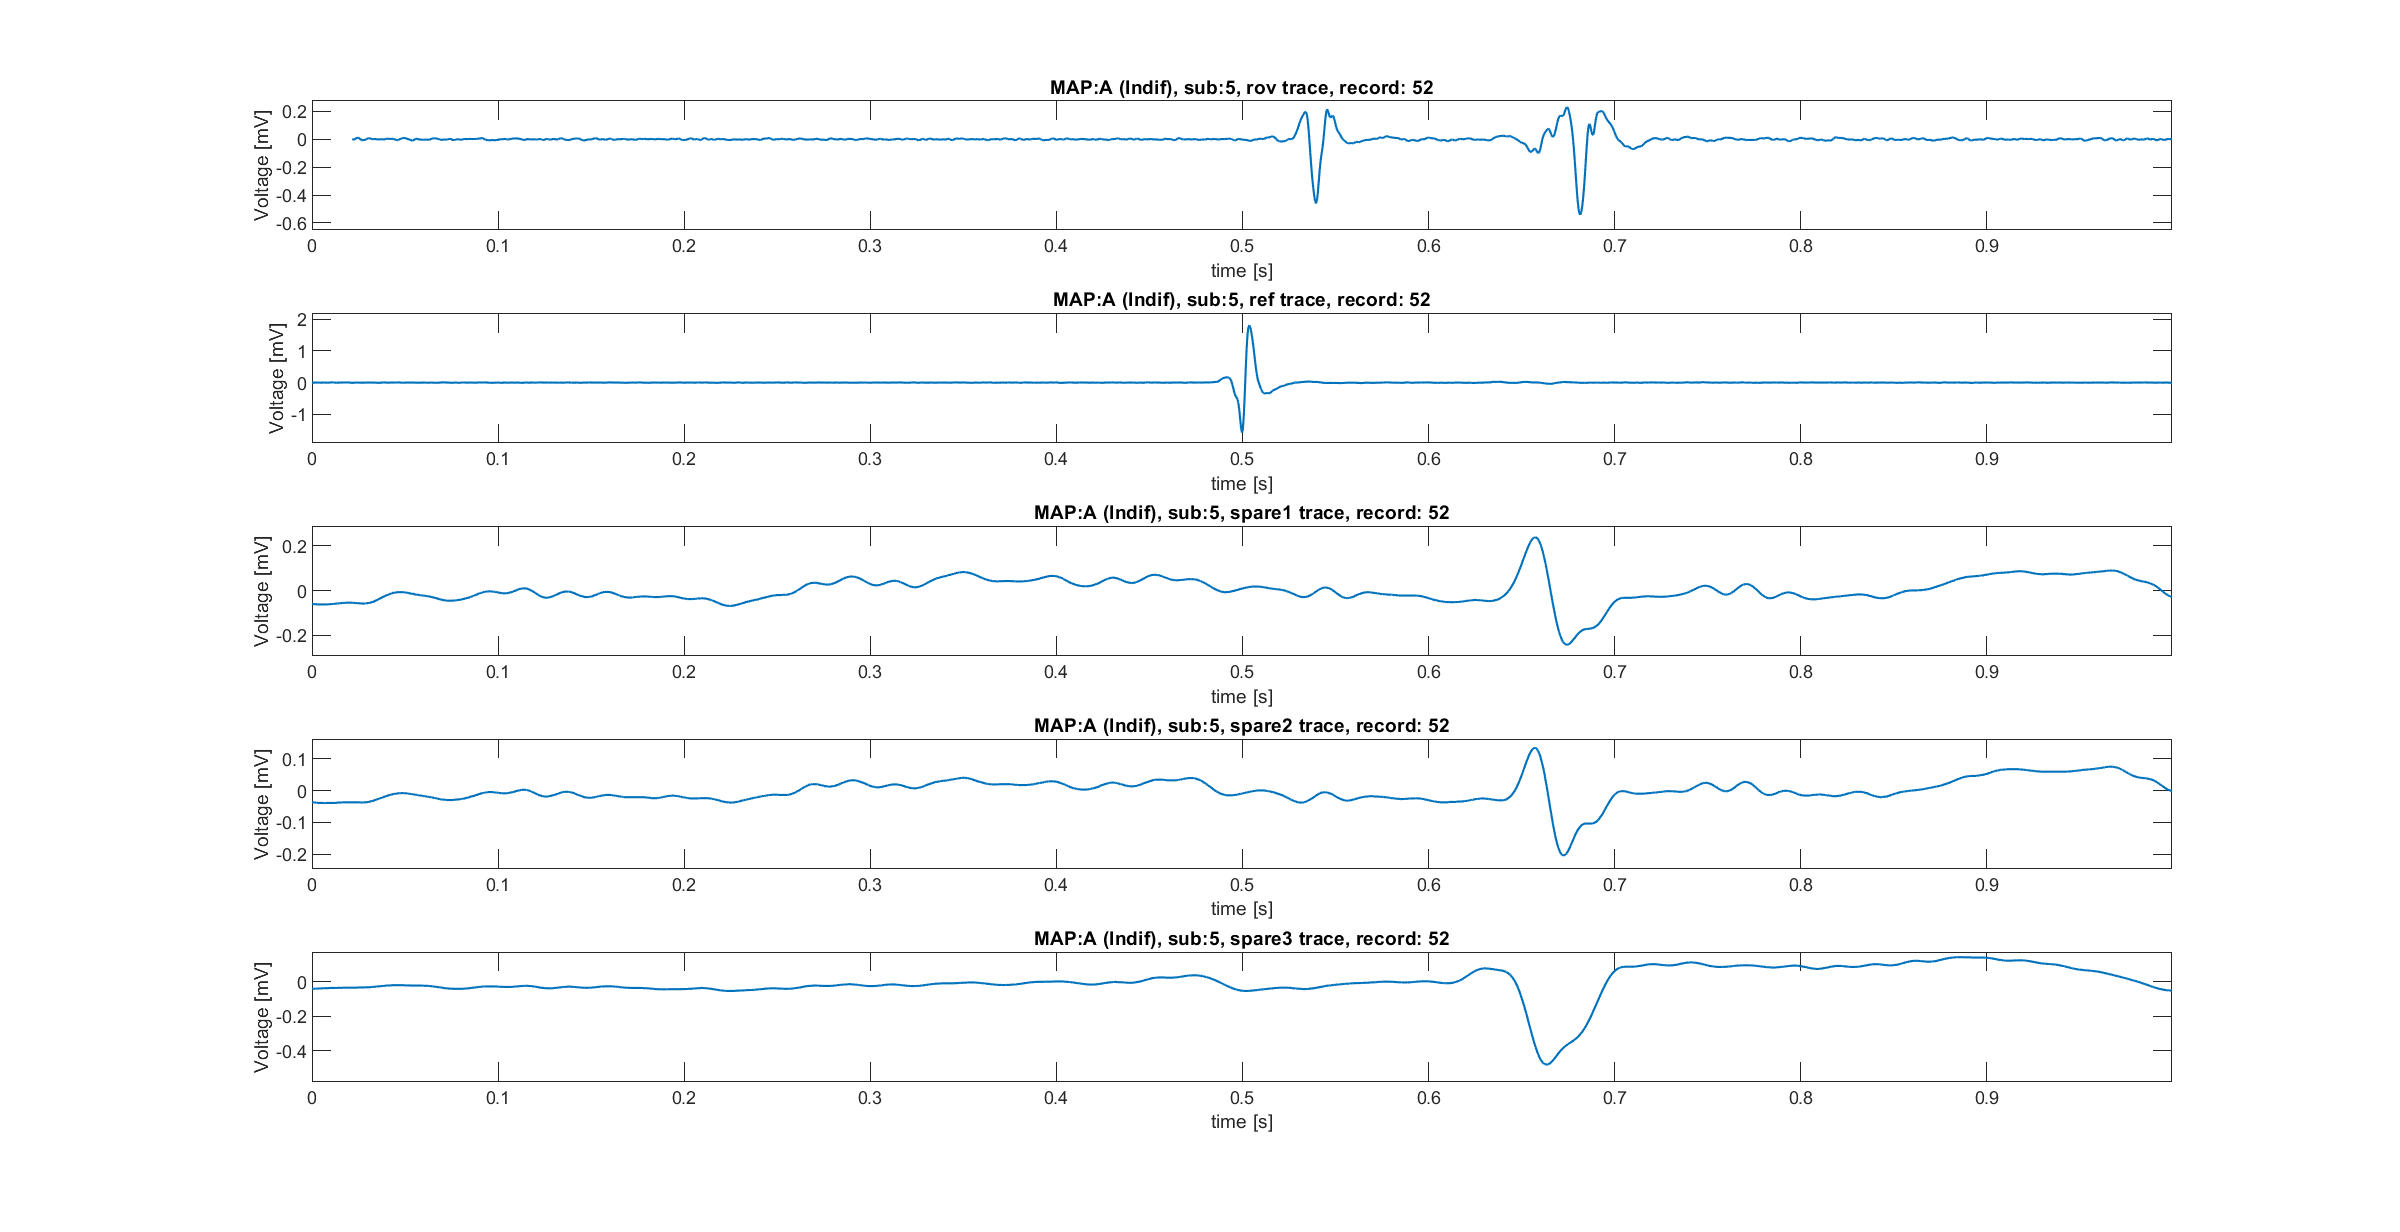 MAP:A (Indif), sub:5, rov trace, record: 52
Voltage [mV]
0.2
0
-0.2
-0.4
-0.6
0 0.1 0.2 0.3 0.4 0.5 0.6 0.7 0.8 0.9
time [s]
MAP:A (Indif), sub:5, ref trace, record: 52
Voltage [mV]
2
1
0
-1
0 0.1 0.2 0.3 0.4 0.5 0.6 0.7 0.8 0.9
time [s]
MAP:A (Indif), sub:5, spare1 trace, record: 52
Voltage [mV]
0.2
0
-0.2
0 0.1 0.2 0.3 0.4 0.5 0.6 0.7 0.8 0.9
time [s]
MAP:A (Indif), sub:5, spare2 trace, record: 52
Voltage [mV]
0.1
0
-0.1
-0.2
0 0.1 0.2 0.3 0.4 0.5 0.6 0.7 0.8 0.9
time [s]
MAP:A (Indif), sub:5, spare3 trace, record: 52
Voltage [mV]
0
-0.2
-0.4
0 0.1 0.2 0.3 0.4 0.5 0.6 0.7 0.8 0.9
time [s]